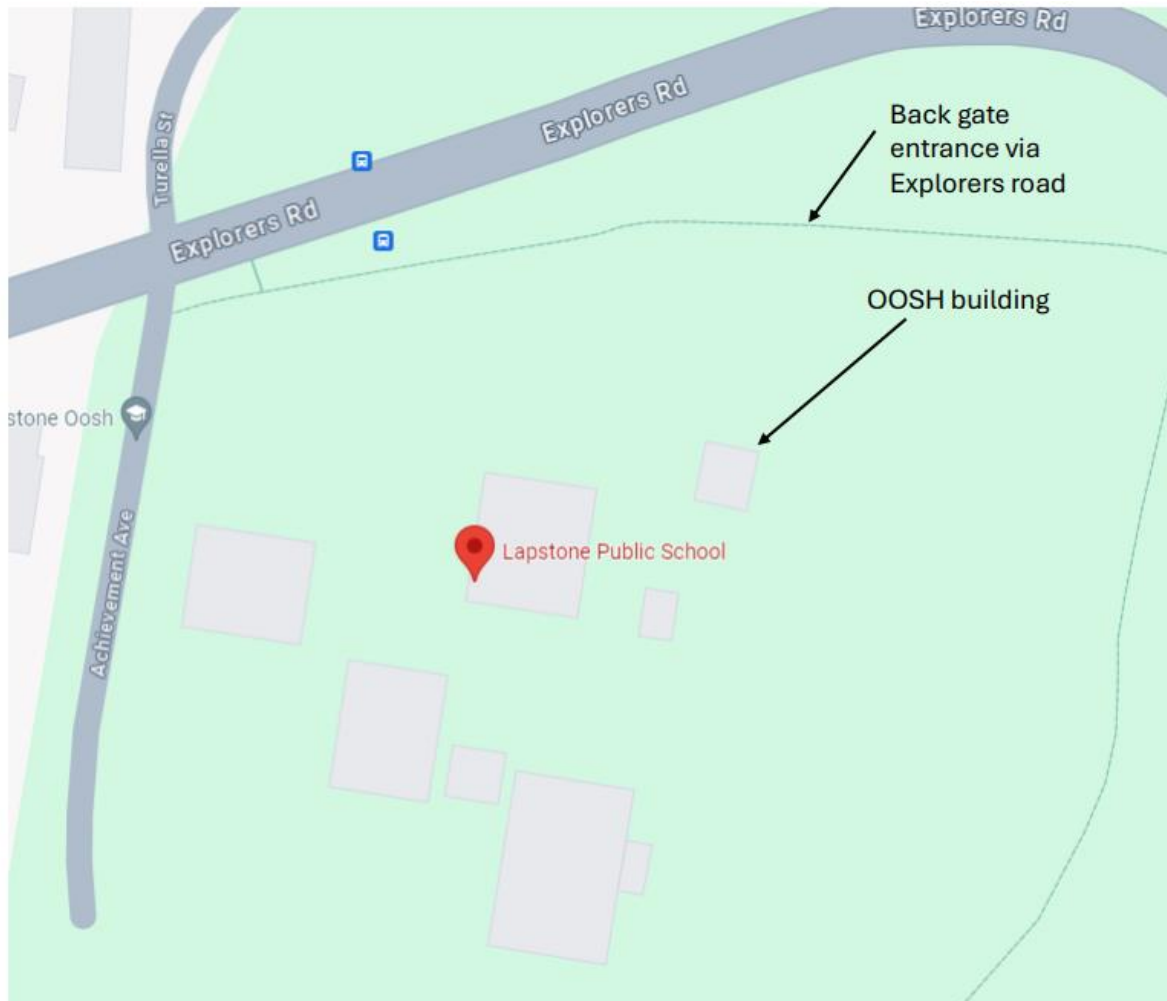 Explorers Rd
Explorers Rd
Back gate
entrance via
Explorers road
Turella St
Explorers Rd
OOSH building
stone Oosh
Lapstone Public School
Achievement Ave